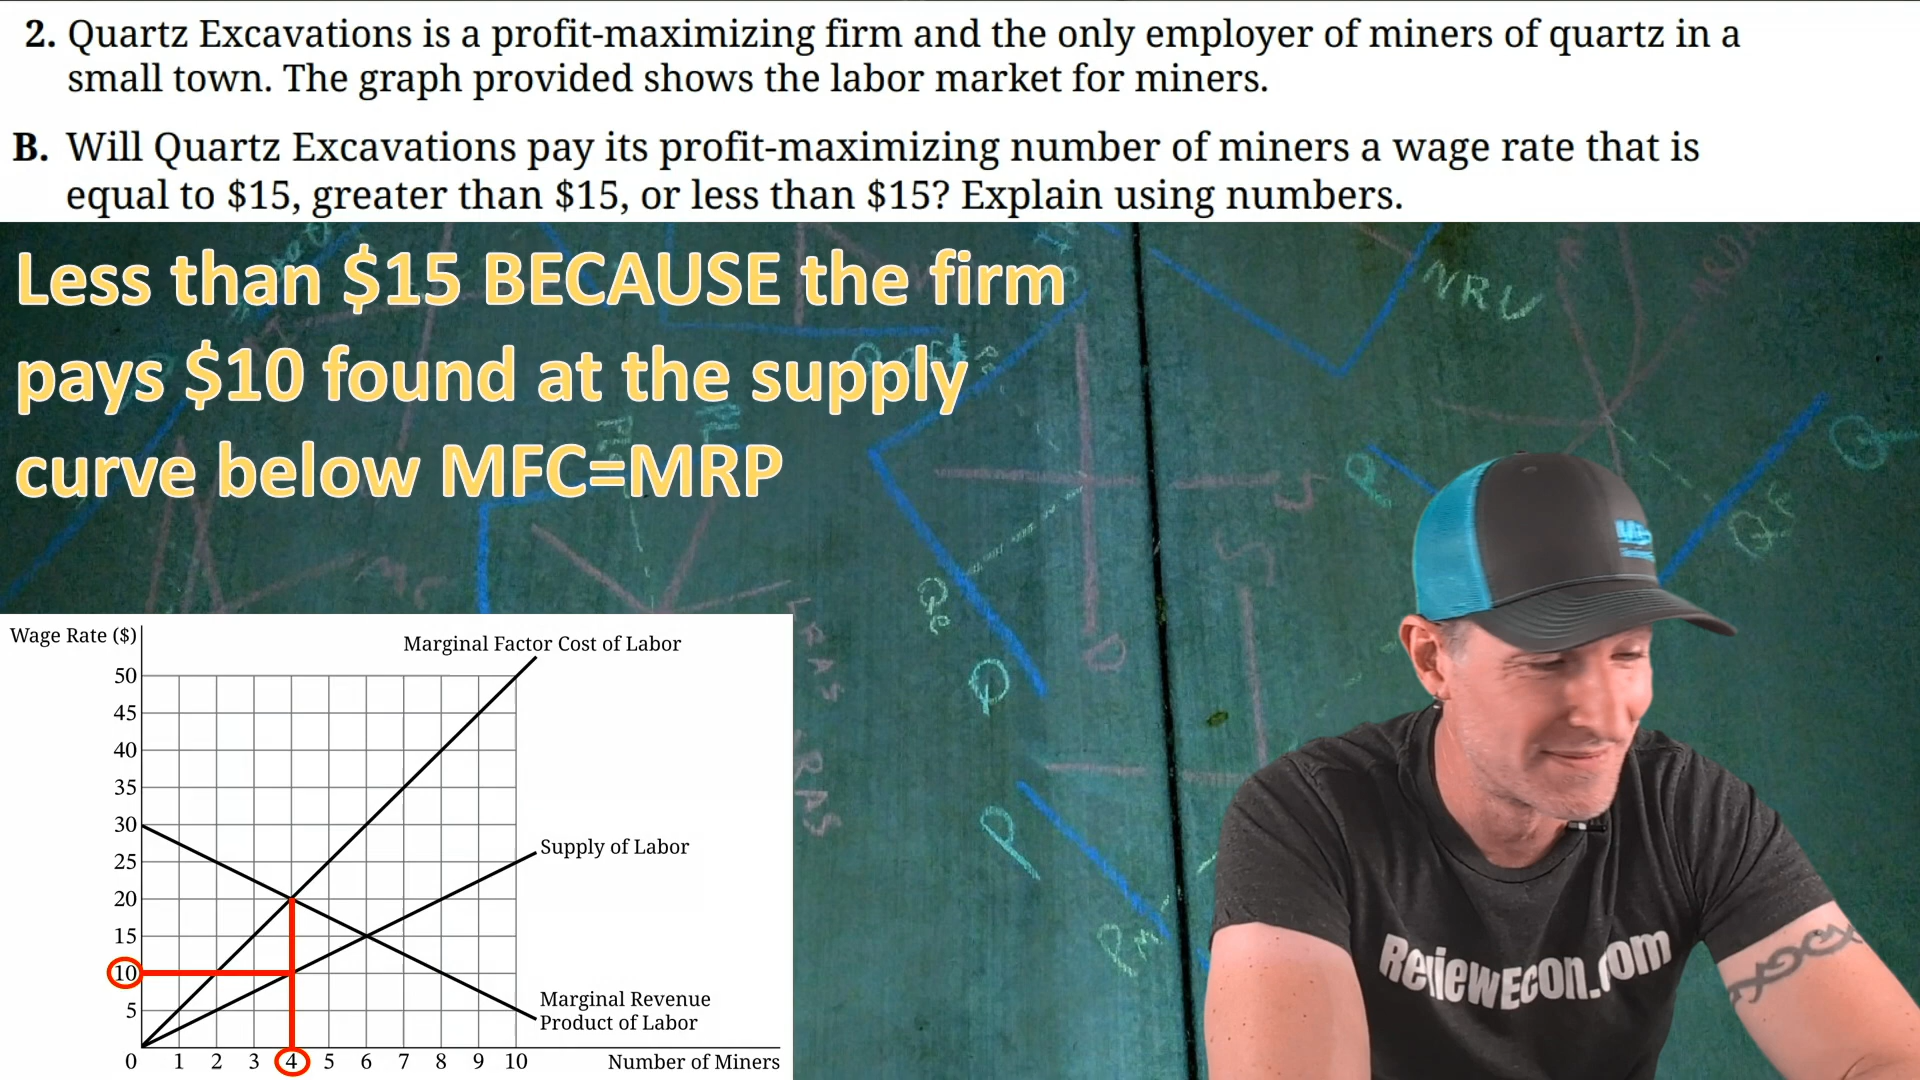 2. Quartz Excavations is a profit-maximizing firm and the only employer of miners of quartz in a
small town. The graph provided shows the labor market for miners.
B. Will Quartz Excavations pay its profit-maximizing number of miners a wage rate that is
equal to $15, greater than $15, or less than $15? Explain using numbers.
Less than $15 BECAUSE the firm
pays $10 found at the supply
curve below MFC=MRP
NRU
P
S
S
Mc
Qe
D
Q
LRAS
SRAS
P
Wage Rate ($)
Marginal Factor Cost of Labor
50
45
40
35
30
25
Supply of Labor
20
15
10
5
Marginal Revenue
Product of Labor
0 1 2 3 4 5 6 7 8 9 10 Number of Miners
ReviewEcon.com